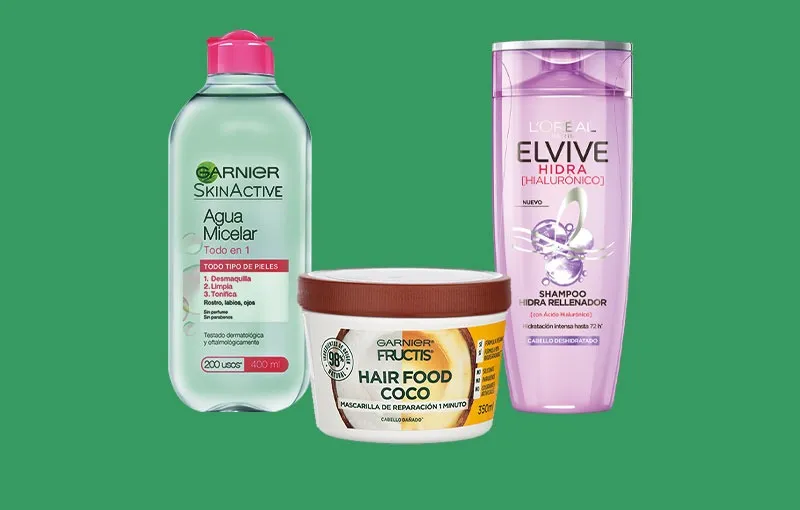 GARNIER
SKINACTIVE
Agua
Micelar
Todo en 1
TODO TIPO DE PIELES
1. Desmaquilla
2. Limpia
3. Tonifica
Rostro, labios, ojos
Sin perfume
Sin parabenos
Testado dermatológica
y oftalmológicamente
200 usos*
400 ml
GARNIER
FRUCTIS
98%
HAIR FOOD
COCO
MASCARILLA DE REPARACIÓN 1 MINUTO
CABELLO DAÑADO
350ml
L'ORÉAL
PARIS
ELVIVE
HIDRA
[HIALURÓNICO]
NUEVO
SHAMPOO
HIDRA RELLENADOR
[con Ácido Hialurónico]
Hidratación intensa hasta 72 h
CABELLO DESHIDRATADO